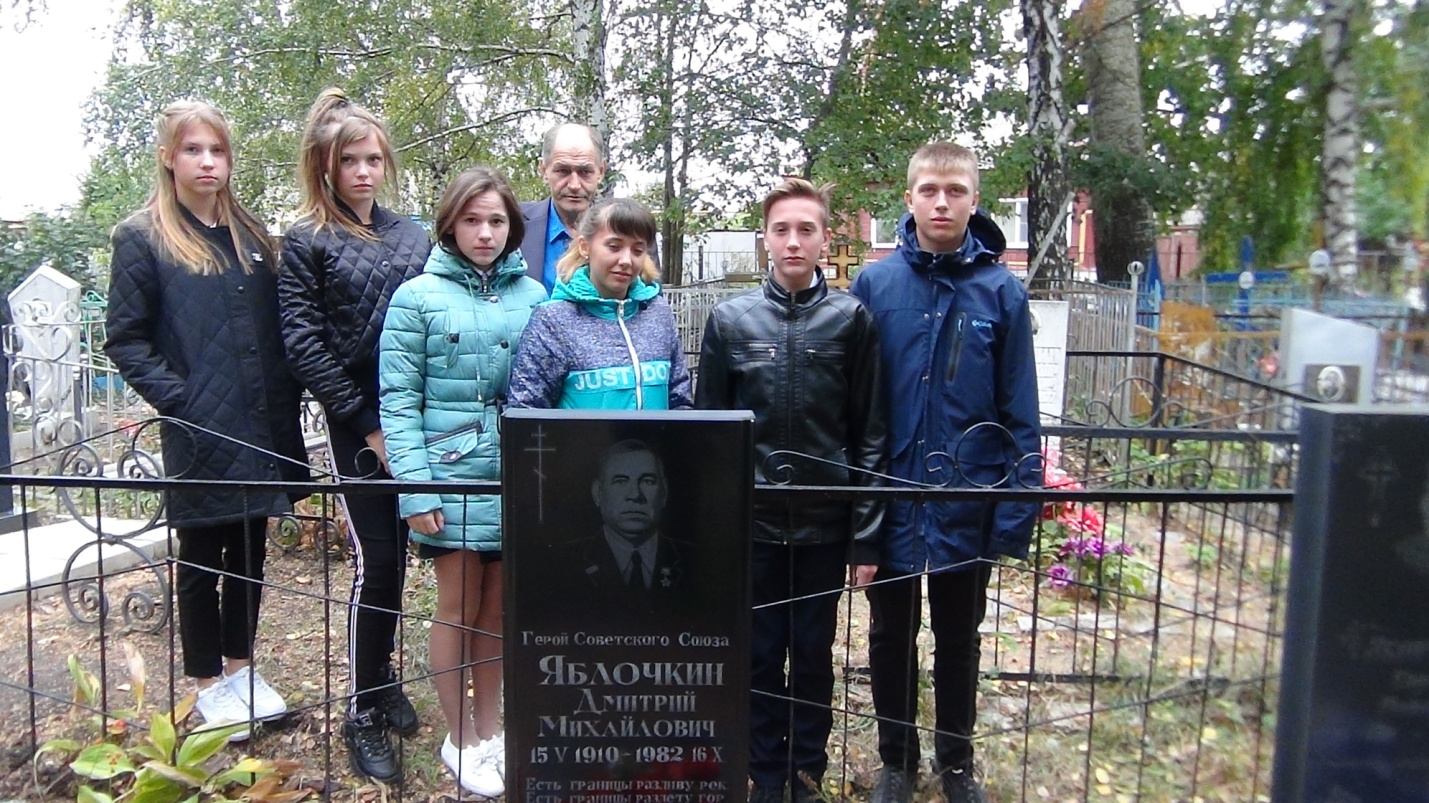 JUST DO
Columbia
Герой Советского Союза
Яблочкин
Дмитрий
Михайлович
15 V 1910 - 1982 16 X
Есть границы разливу рек
Есть границы разлету гор